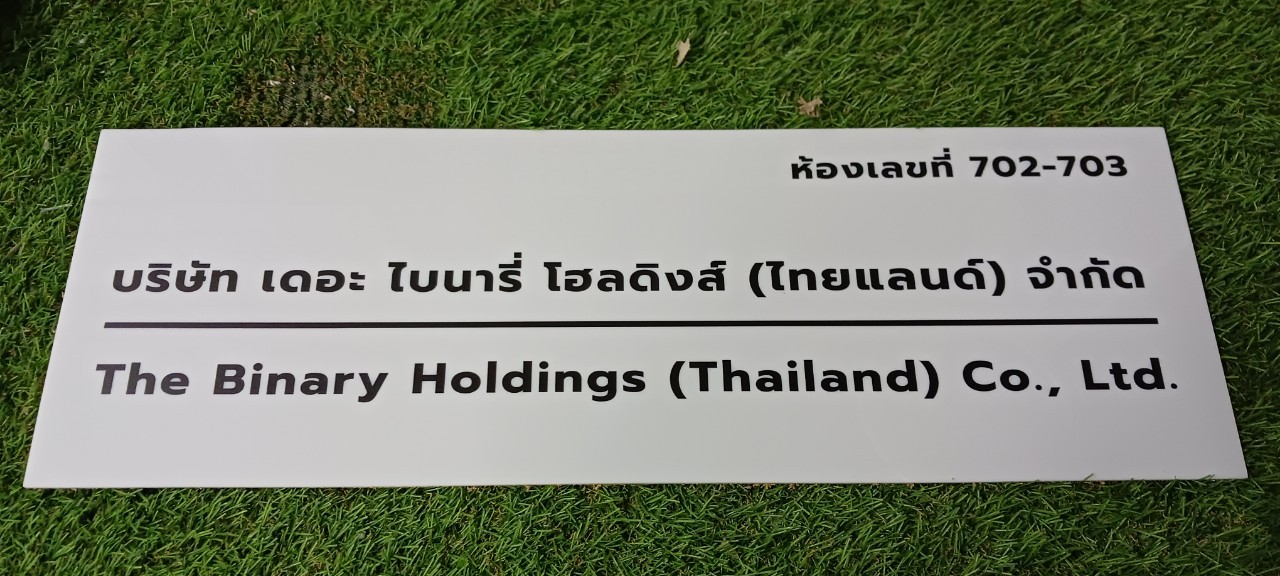 ห้องเลขที่ 702-703
บริษัท เดอะ ไบนารี่ โฮลดิงส์ (ไทยแลนด์) จำกัด
The Binary Holdings (Thailand) Co., Ltd.